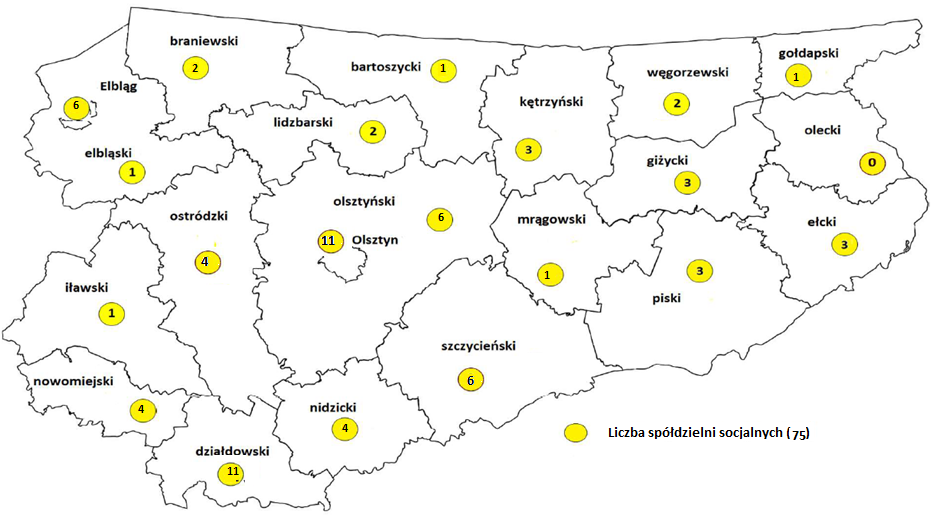 braniewski
2
bartoszycki
1
gołdapski
1
węgorzewski
2
Elbląg
6
kętrzyński
3
lidzbarski
2
olecki
0
elbląski
1
giżycki
3
olsztyński
6
ostródzki
4
mrągowski
1
ełcki
3
11
Olsztyn
iławski
1
piski
3
szczycieński
6
nowomiejski
4
nidzicki
4
działdowski
11
Liczba spółdzielni socjalnych (75)